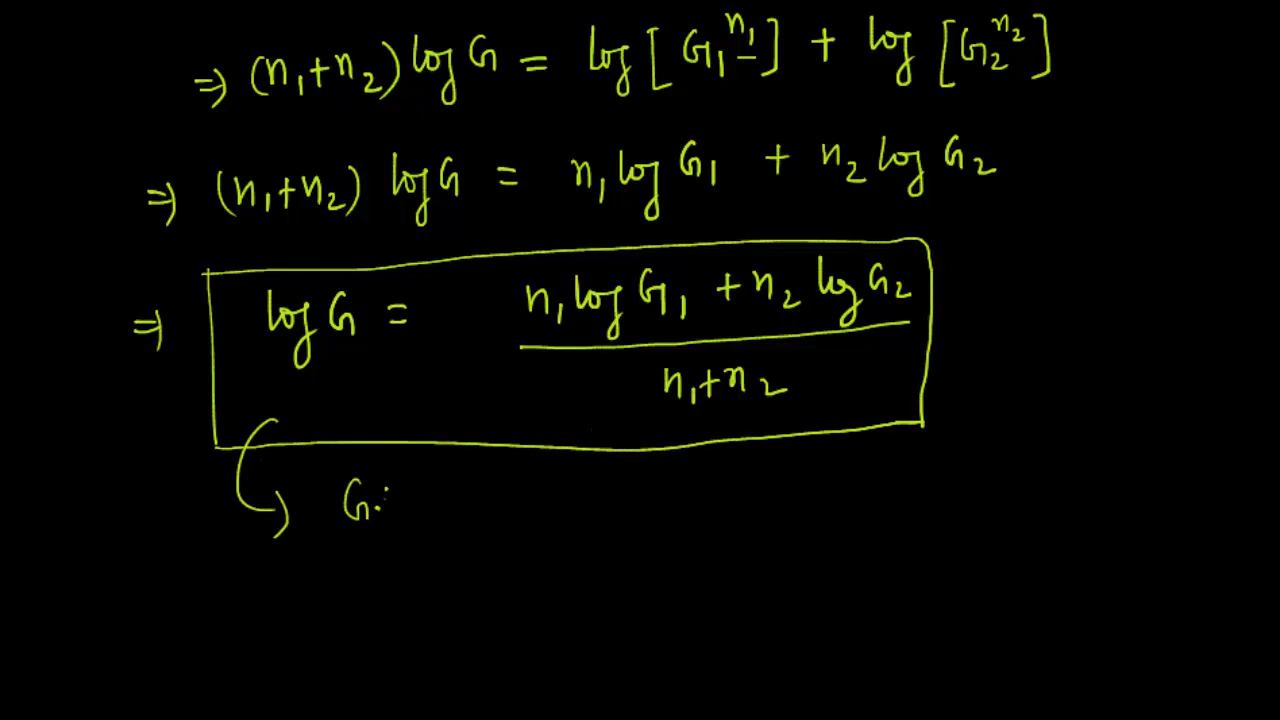 ⇒ (n₁+n₂) log G = log [G₁^n₁] + log [G₂^n₂]
⇒ (n₁+n₂) log G = n₁ log G₁ + n₂ log G₂
⇒ log G = (n₁ log G₁ + n₂ log G₂) / (n₁+n₂)
G.